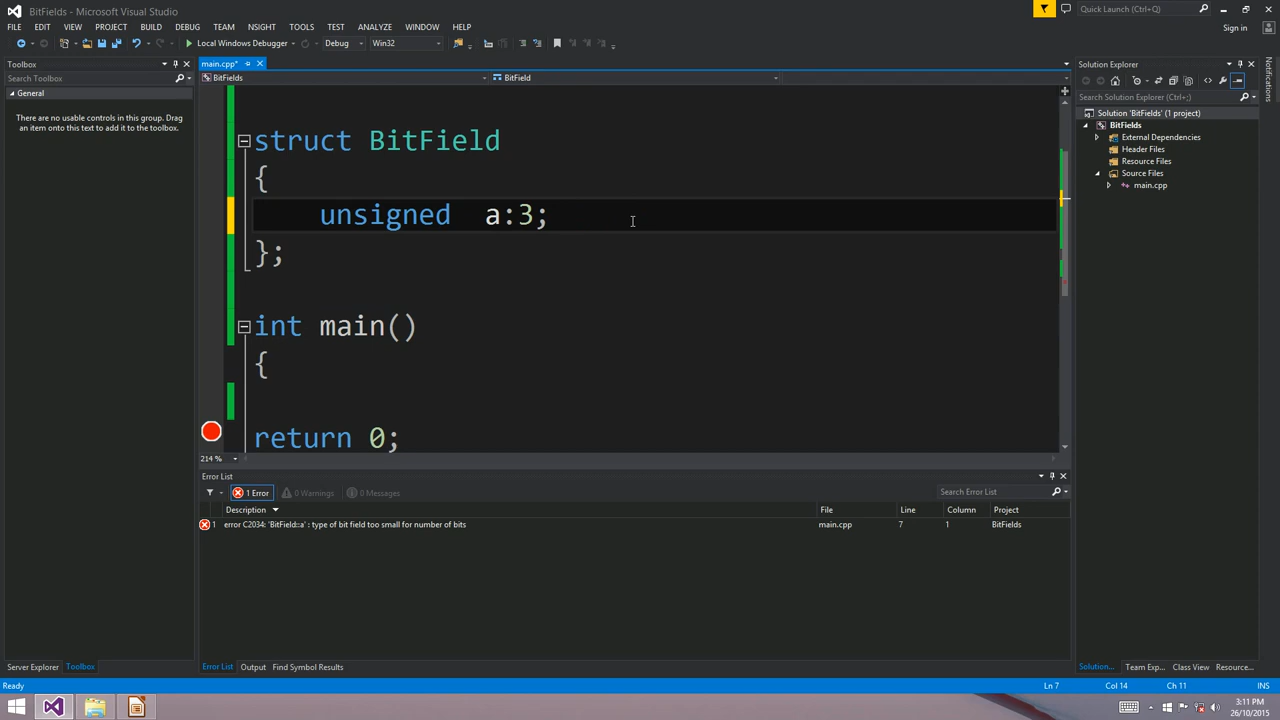 BitFields - Microsoft Visual Studio
Quick Launch (Ctrl+Q)
FILE EDIT VIEW PROJECT BUILD DEBUG TEAM NSIGHT TOOLS TEST ANALYZE WINDOW HELP
Sign in
Local Windows Debugger Debug Win32
Toolbox
main.cpp*
Solution Explorer
Notifications
Search Toolbox
BitFields
BitField
Search Solution Explorer (Ctrl+;)
General
There are no usable controls in this group. Drag
an item onto this text to add it to the toolbox.
Solution 'BitFields' (1 project)
BitFields
External Dependencies
Header Files
Resource Files
Source Files
main.cpp
struct BitField
{
unsigned  a:3;
};
int main()
{
return 0;
214 %
Error List
1 Error 0 Warnings 0 Messages
Search Error List
Description File Line Column Project
1 error C2034: 'BitField::a' : type of bit field too small for number of bits main.cpp 7 1 BitFields
Server Explorer Toolbox
Error List Output Find Symbol Results
Solution... Team Exp... Class View Resource...
Ready
Ln 7 Col 14 Ch 11 INS
3:11 PM
26/10/2015